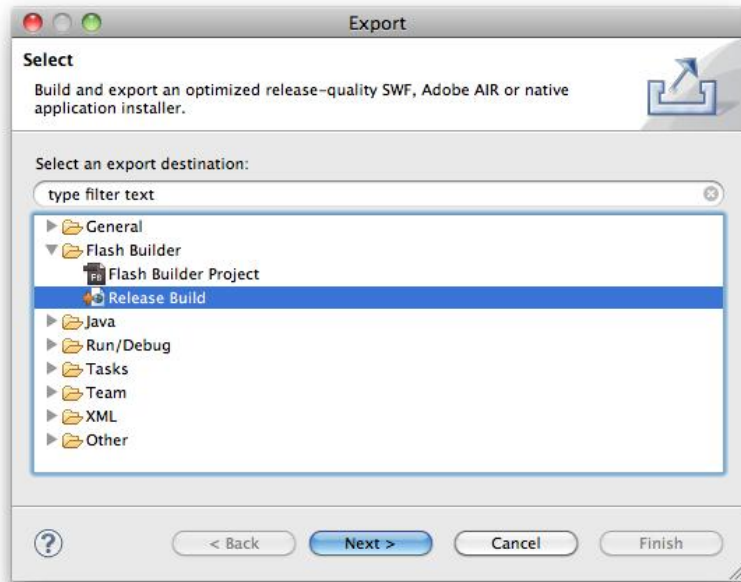 Export
Select
Build and export an optimized release-quality SWF, Adobe AIR or native
application installer.
Select an export destination:
type filter text
General
Flash Builder
Flash Builder Project
Release Build
Java
Run/Debug
Tasks
Team
XML
Other
?
< Back
Next >
Cancel
Finish